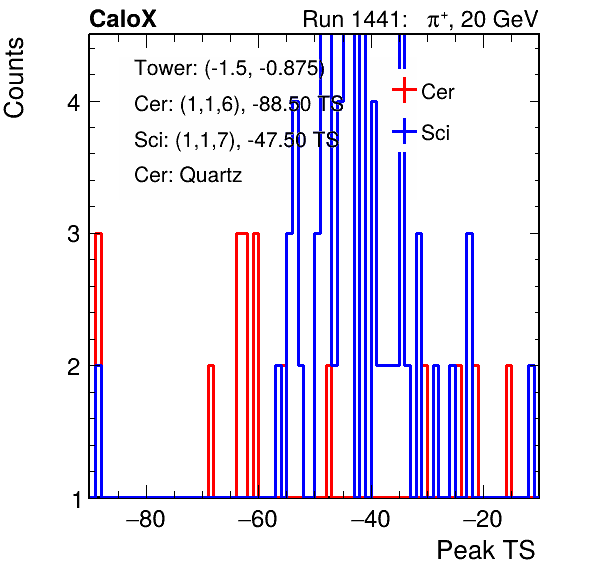 CaloX Run 1441: π+, 20 GeV
Counts
Tower: (-1.5, -0.875)
Cer: (1,1,6), -88.50 TS
Sci: (1,1,7), -47.50 TS
Cer: Quartz
Cer
Sci
4
3
2
1
−80 −60 −40 −20
Peak TS